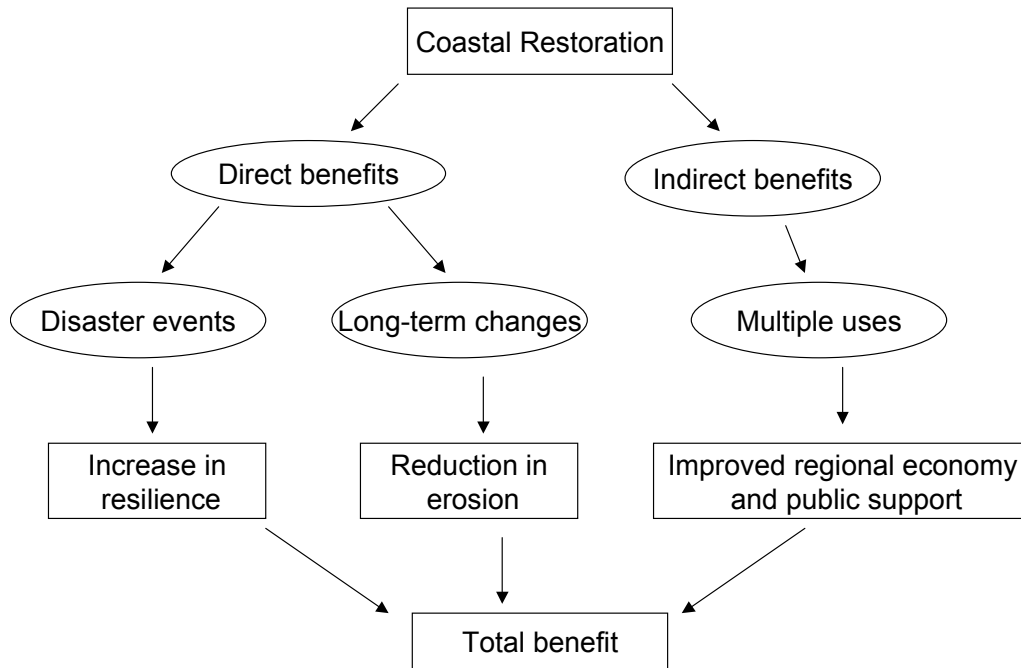 Coastal Restoration
Direct benefits
Indirect benefits
Disaster events
Long-term changes
Multiple uses
Increase in
resilience
Reduction in
erosion
Improved regional economy
and public support
Total benefit